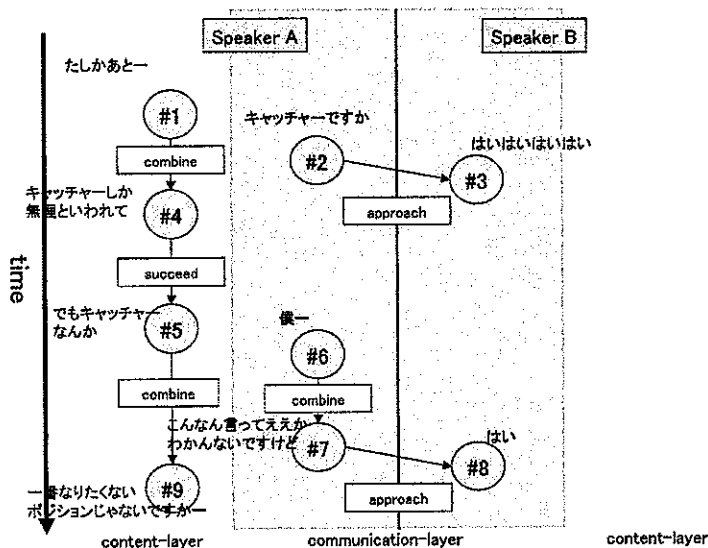 Speaker A
Speaker B
たしかあとー
#1
キャッチャーですか
はいはいはいはい
#2
#3
combine
キャッチャーしか
無理といわれて
#4
approach
succeed
でもキャッチャー
なんか
#5
僕ー
#6
combine
combine
こんなん言ってええか
わかんないですけど
#7
はい
#8
一番なりたくない
ポジションじゃないですかー
#9
approach
time
content-layer
communication-layer
content-layer